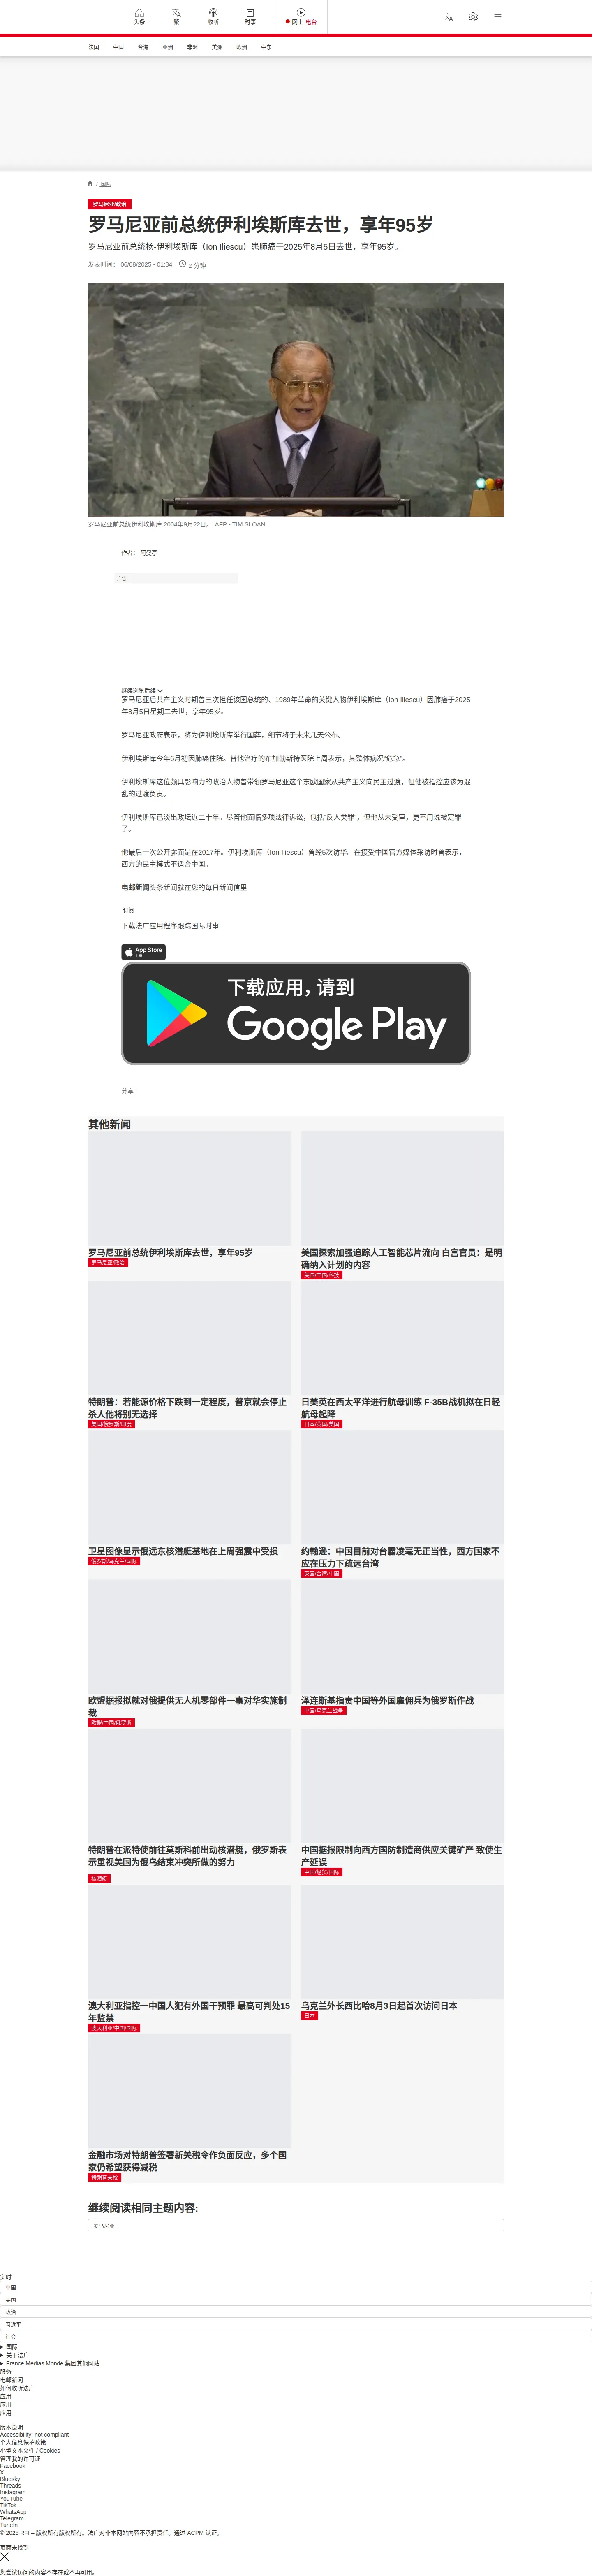 头条
繁
收听
时事
网上 电台
法国
中国
台海
亚洲
非洲
美洲
欧洲
中东
/ 国际
罗马尼亚/政治
罗马尼亚前总统伊利埃斯库去世，享年95岁
罗马尼亚前总统扬-伊利埃斯库（Ion Iliescu）患肺癌于2025年8月5日去世，享年95岁。
发表时间： 06/08/2025 - 01:34
2 分钟
罗马尼亚前总统伊利埃斯库,2004年9月22日。 AFP - TIM SLOAN
作者： 阿曼亭
广告
继续浏览后续
罗马尼亚后共产主义时期曾三次担任该国总统的、1989年革命的关键人物伊利埃斯库（Ion Iliescu）因肺癌于2025
年8月5日星期二去世，享年95岁。
罗马尼亚政府表示，将为伊利埃斯库举行国葬，细节将于未来几天公布。
伊利埃斯库今年6月初因肺癌住院。替他治疗的布加勒斯特医院上周表示，其整体病况“危急”。
伊利埃斯库这位颇具影响力的政治人物曾带领罗马尼亚这个东欧国家从共产主义向民主过渡，但他被指控应该为混
乱的过渡负责。
伊利埃斯库已淡出政坛近二十年。尽管他面临多项法律诉讼，包括“反人类罪”，但他从未受审，更不用说被定罪
了。
他最后一次公开露面是在2017年。伊利埃斯库（Ion Iliescu）曾经5次访华。在接受中国官方媒体采访时曾表示，
西方的民主模式不适合中国。
电邮新闻头条新闻就在您的每日新闻信里
订阅
下载法广应用程序跟踪国际时事
App Store
下载
下载应用，请到
Google Play
分享 :
其他新闻
罗马尼亚前总统伊利埃斯库去世，享年95岁
罗马尼亚/政治
美国探索加强追踪人工智能芯片流向 白宫官员：是明
确纳入计划的内容
美国/中国/科技
特朗普：若能源价格下跌到一定程度，普京就会停止
杀人他将别无选择
美国/俄罗斯/印度
日美英在西太平洋进行航母训练 F-35B战机拟在日轻
航母起降
日本/英国/美国
卫星图像显示俄远东核潜艇基地在上周强震中受损
俄罗斯/乌克兰/国际
约翰逊：中国目前对台霸凌毫无正当性，西方国家不
应在压力下疏远台湾
英国/台湾/中国
欧盟据报拟就对俄提供无人机零部件一事对华实施制
裁
欧盟/中国/俄罗斯
泽连斯基指责中国等外国雇佣兵为俄罗斯作战
中国/乌克兰战争
特朗普在派特使前往莫斯科前出动核潜艇，俄罗斯表
示重视美国为俄乌结束冲突所做的努力
核潜艇
中国据报限制向西方国防制造商供应关键矿产 致使生
产延误
中国/经贸/国际
澳大利亚指控一中国人犯有外国干预罪 最高可判处15
年监禁
澳大利亚/中国/国际
乌克兰外长西比哈8月3日起首次访问日本
日本
金融市场对特朗普签署新关税令作负面反应，多个国
家仍希望获得减税
特朗普关税
继续阅读相同主题内容:
罗马尼亚
实时
中国
美国
政治
习近平
社会
国际
关于法广
France Médias Monde 集团其他网站
服务
电邮新闻
如何收听法广
应用
应用
应用
版本说明
Accessibility: not compliant
个人信息保护政策
小型文本文件 / Cookies
管理我的许可证
Facebook
X
Bluesky
Threads
Instagram
YouTube
TikTok
WhatsApp
Telegram
TuneIn
© 2025 RFI – 版权所有版权所有。法广对非本网站内容不承担责任。通过 ACPM 认证。
页面未找到
您尝试访问的内容不存在或不再可用。